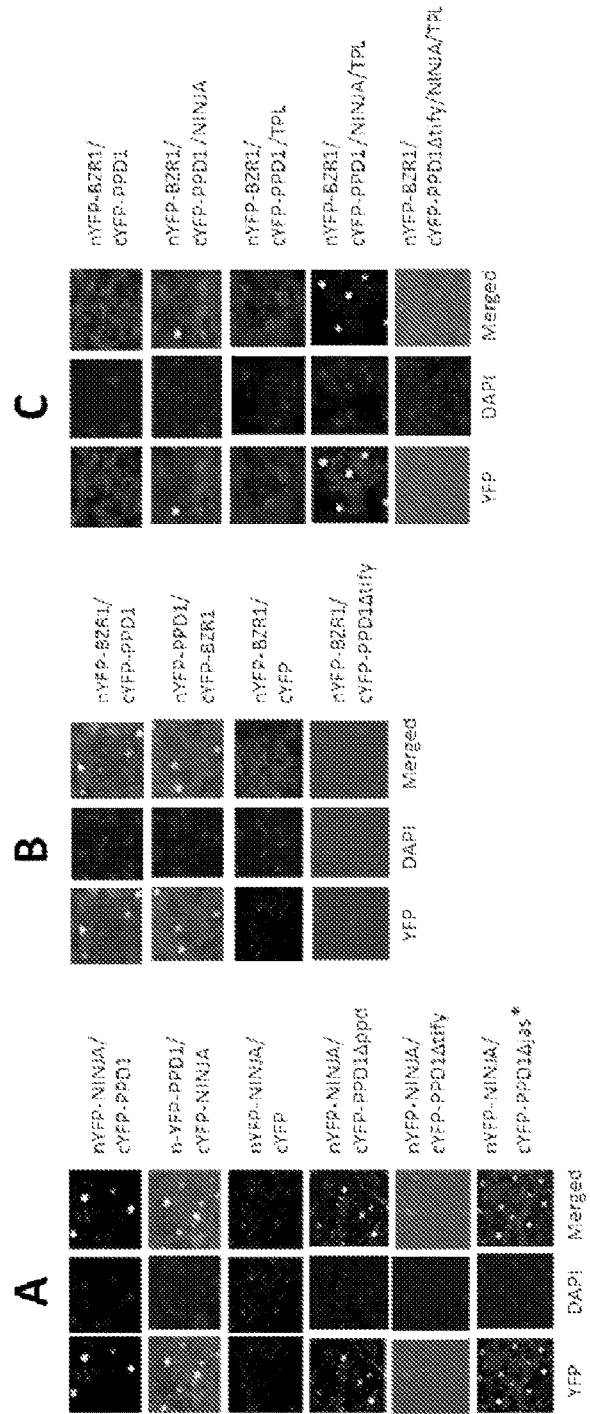 A
nYFP-NINJA/
cYFP-PPD1
n-YFP-PPD1/
cYFP-NINJA
nYFP-NINJA/
cYFP
nYFP-NINJA/
cYFP-PPD1Δppd
nYFP-NINJA/
cYFP-PPD1Δtify
nYFP-NINJA/
cYFP-PPD1Δjas*
YFP DAPI Merged
B
nYFP-BZR1/
cYFP-PPD1
nYFP-PPD1/
cYFP-BZR1
nYFP-BZR1/
cYFP
nYFP-BZR1/
cYFP-PPD1Δtify
YFP DAPI Merged
C
nYFP-BZR1/
cYFP-PPD1
nYFP-BZR1/
cYFP-PPD1/NINJA
nYFP-BZR1/
cYFP-PPD1/TPL
nYFP-BZR1/
cYFP-PPD1/NINJA/TPL
nYFP-BZR1/
cYFP-PPD1Δtify/NINJA/TPL
YFP DAPI Merged